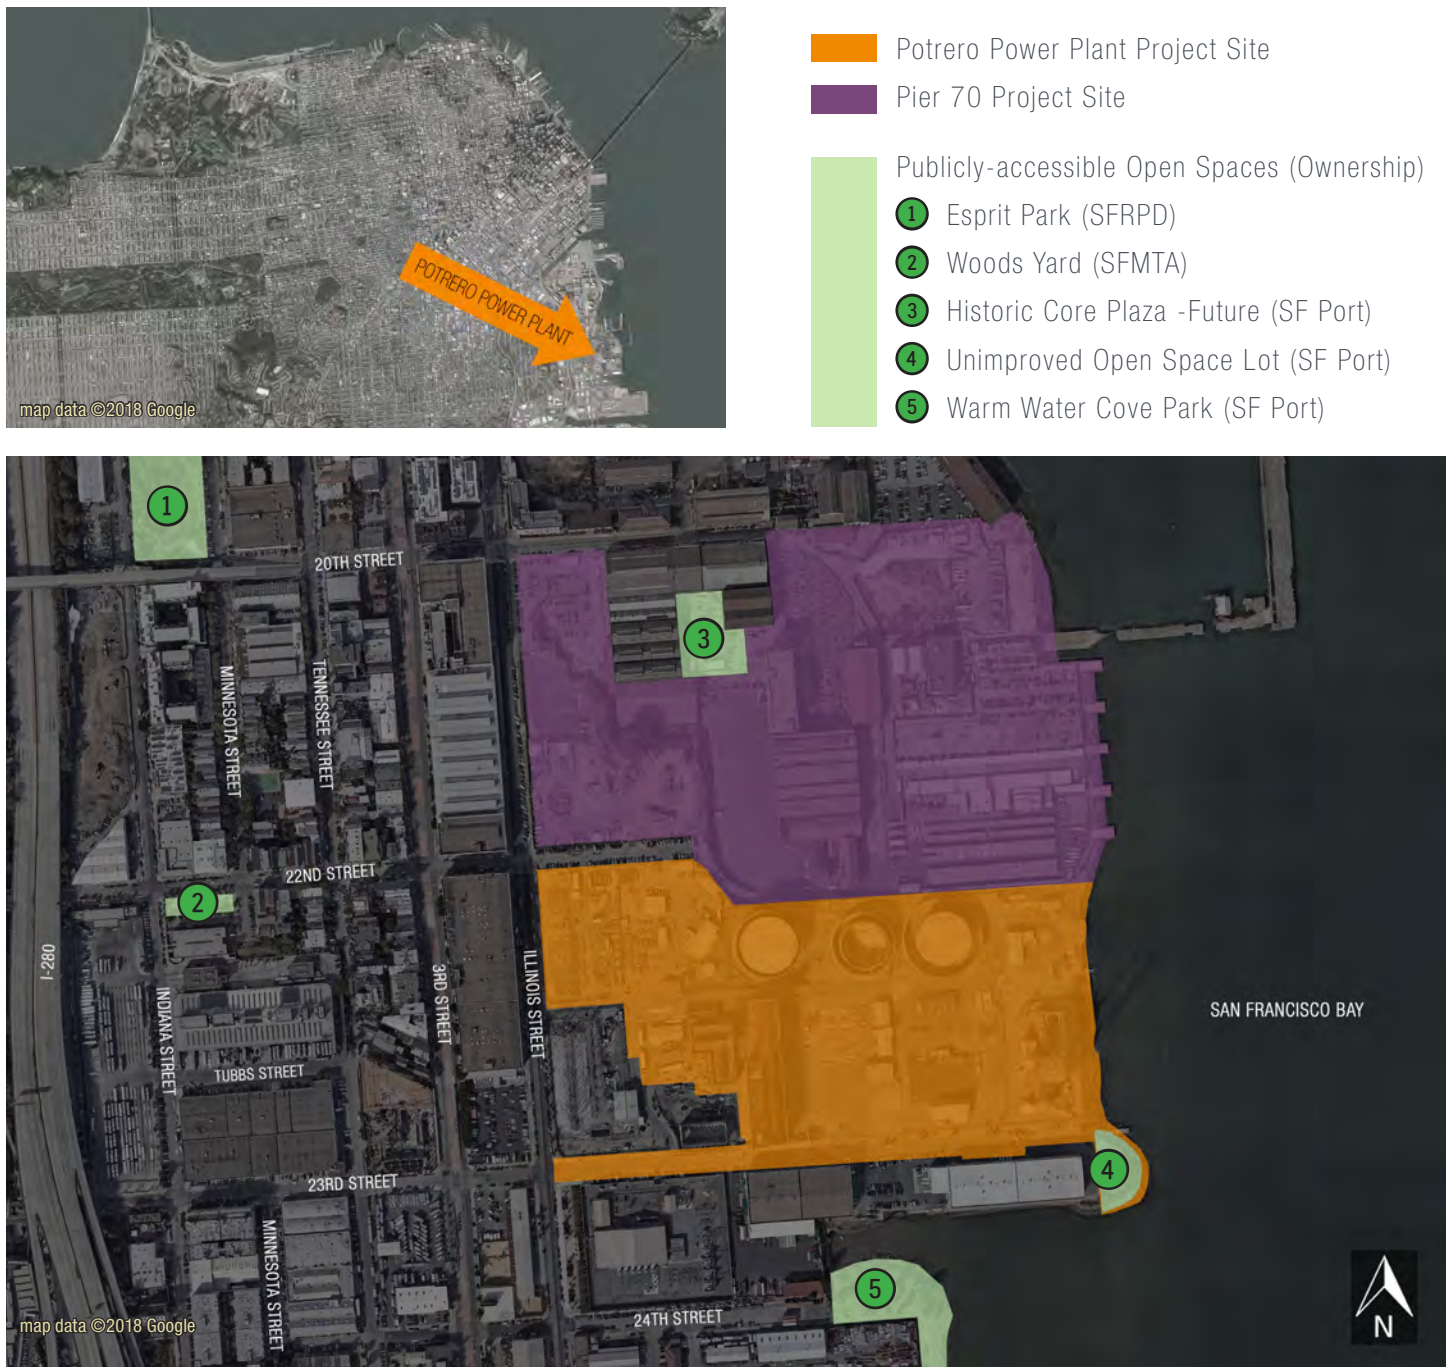 POTRERO POWER PLANT
map data ©2018 Google
Potrero Power Plant Project Site
Pier 70 Project Site
Publicly-accessible Open Spaces (Ownership)
1 Esprit Park (SFRPD)
2 Woods Yard (SFMTA)
3 Historic Core Plaza -Future (SF Port)
4 Unimproved Open Space Lot (SF Port)
5 Warm Water Cove Park (SF Port)
1
20TH STREET
3
MINNESOTA STREET
TENNESSEE STREET
22ND STREET
2
I-280
INDIANA STREET
3RD STREET
ILLINOIS STREET
SAN FRANCISCO BAY
TUBBS STREET
4
23RD STREET
MINNESOTA STREET
5
24TH STREET
map data ©2018 Google
N